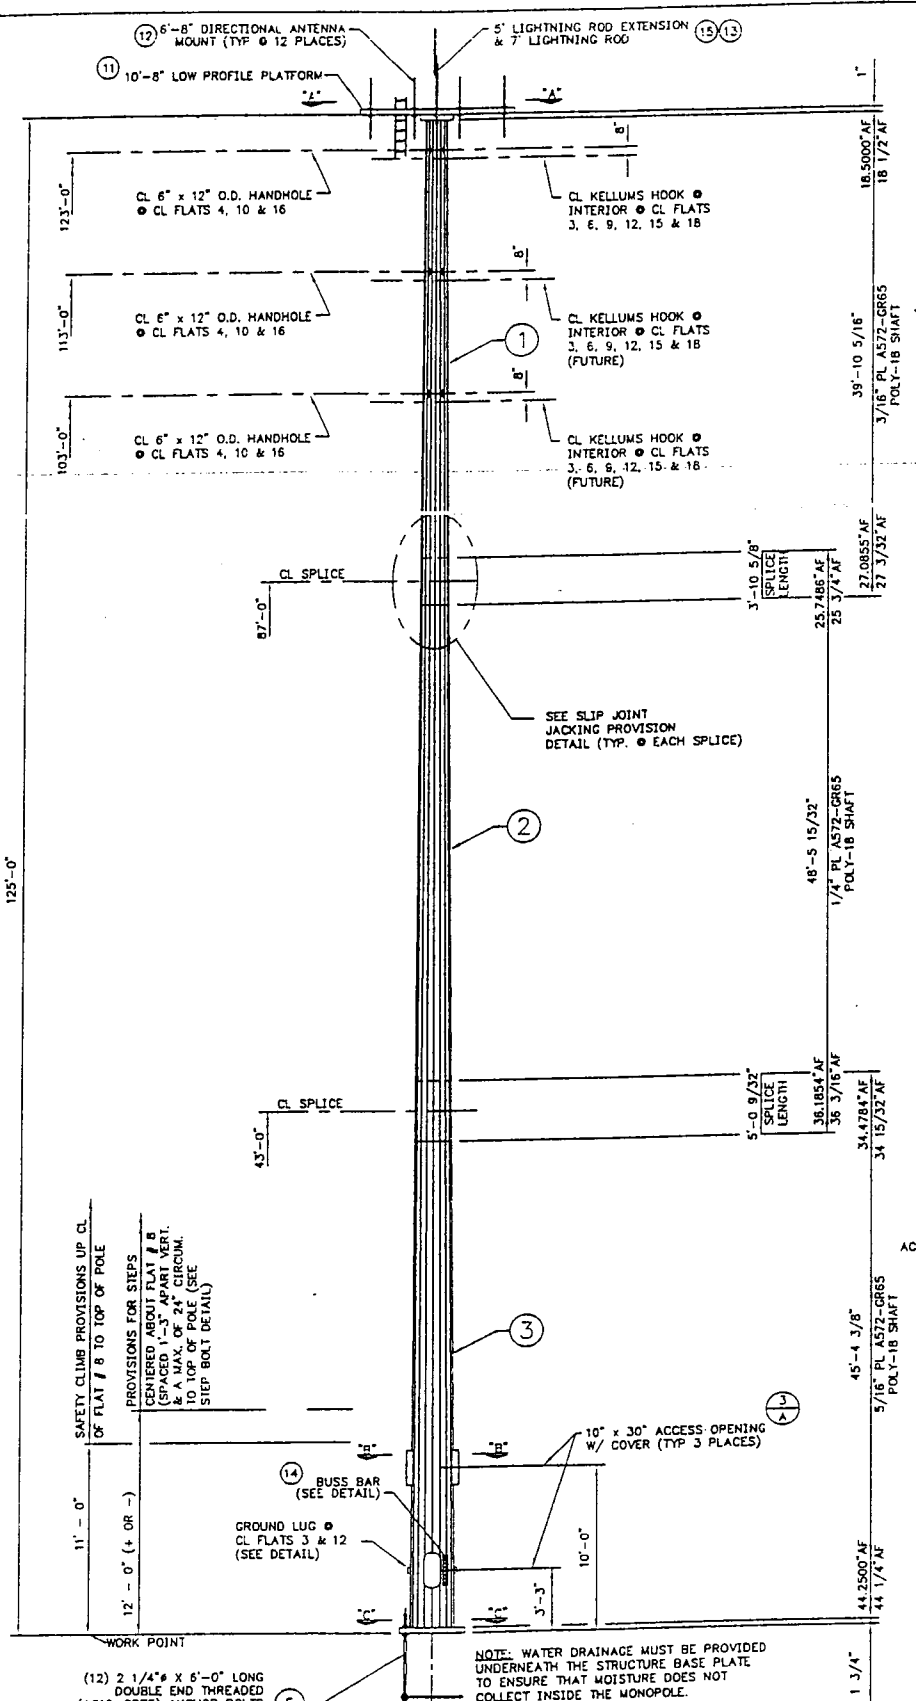 12 6'-8" DIRECTIONAL ANTENNA
MOUNT (TYP @ 12 PLACES)
5' LIGHTNING ROD EXTENSION
& 7' LIGHTNING ROD
15 13
11 10'-8" LOW PROFILE PLATFORM
"A"
"A"
1"
8"
18.5000"AF
18 1/2"AF
123'-0"
CL 6" x 12" O.D. HANDHOLE
@ CL FLATS 4, 10 & 16
CL KELLUMS HOOK @
INTERIOR @ CL FLATS
3, 6, 9, 12, 15 & 18
8"
113'-0"
CL 6" x 12" O.D. HANDHOLE
@ CL FLATS 4, 10 & 16
CL KELLUMS HOOK @
INTERIOR @ CL FLATS
3, 6, 9, 12, 15 & 18
(FUTURE)
1
39'-10 5/16"
3/16" PL A572-GR65
POLY-18 SHAFT
8"
103'-0"
CL 6" x 12" O.D. HANDHOLE
@ CL FLATS 4, 10 & 16
CL KELLUMS HOOK @
INTERIOR @ CL FLATS
3, 6, 9, 12, 15 & 18
(FUTURE)
27.0855"AF
27 3/32"AF
CL SPLICE
87'-0"
3'-10 5/8"
SPLICE
LENGTH
25.7486"AF
25 3/4"AF
SEE SLIP JOINT
JACKING PROVISION
DETAIL (TYP. @ EACH SPLICE)
2
125'-0"
48'-5 15/32"
1/4" PL A572-GR65
POLY-18 SHAFT
CL SPLICE
43'-0"
5'-0 9/32"
SPLICE
LENGTH
36.1854"AF
36 3/16"AF
34.4784"AF
34 15/32"AF
SAFETY CLIMB PROVISIONS UP CL
OF FLAT # 8 TO TOP OF POLE
PROVISIONS FOR STEPS
CENTERED ABOUT FLAT # 8
(SPACED 1'-3" APART VERT.
& A MAX. OF 24" CIRCUM.
TO TOP OF POLE (SEE
STEP BOLT DETAIL)
AC
3
45'-4 3/8"
5/16" PL A572-GR65
POLY-18 SHAFT
"B"
"B"
10" x 30" ACCESS OPENING
W/ COVER (TYP 3 PLACES)
3
A
14 BUSS BAR
(SEE DETAIL)
GROUND LUG @
CL FLATS 3 & 12
(SEE DETAIL)
11' - 0"
12' - 0" (+ OR -)
10'-0"
3'-3"
44.2500"AF
44 1/4"AF
"C"
"C"
WORK POINT
NOTE: WATER DRAINAGE MUST BE PROVIDED
UNDERNEATH THE STRUCTURE BASE PLATE
TO ENSURE THAT MOISTURE DOES NOT
COLLECT INSIDE THE MONOPOLE.
1 3/4"
(12) 2 1/4"ø X 6'-0" LONG
DOUBLE END THREADED